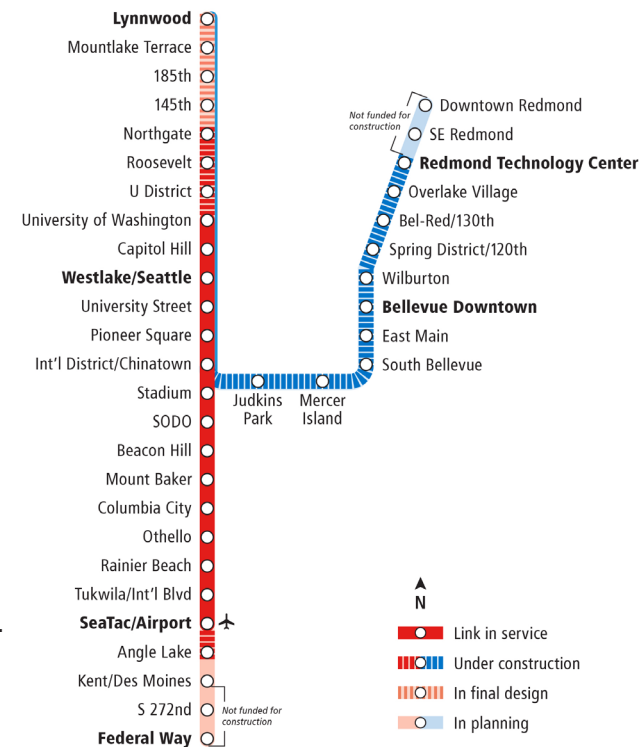 Lynnwood
Mountlake Terrace
185th
145th
Northgate
Roosevelt
U District
University of Washington
Capitol Hill
Westlake/Seattle
University Street
Pioneer Square
Int'l District/Chinatown
Stadium
SODO
Beacon Hill
Mount Baker
Columbia City
Othello
Rainier Beach
Tukwila/Int'l Blvd
SeaTac/Airport
Angle Lake
Kent/Des Moines
S 272nd
Federal Way
Not funded for
construction
Judkins
Park
Mercer
Island
Not funded for
construction
Downtown Redmond
SE Redmond
Redmond Technology Center
Overlake Village
Bel-Red/130th
Spring District/120th
Wilburton
Bellevue Downtown
East Main
South Bellevue
N
Link in service
Under construction
In final design
In planning